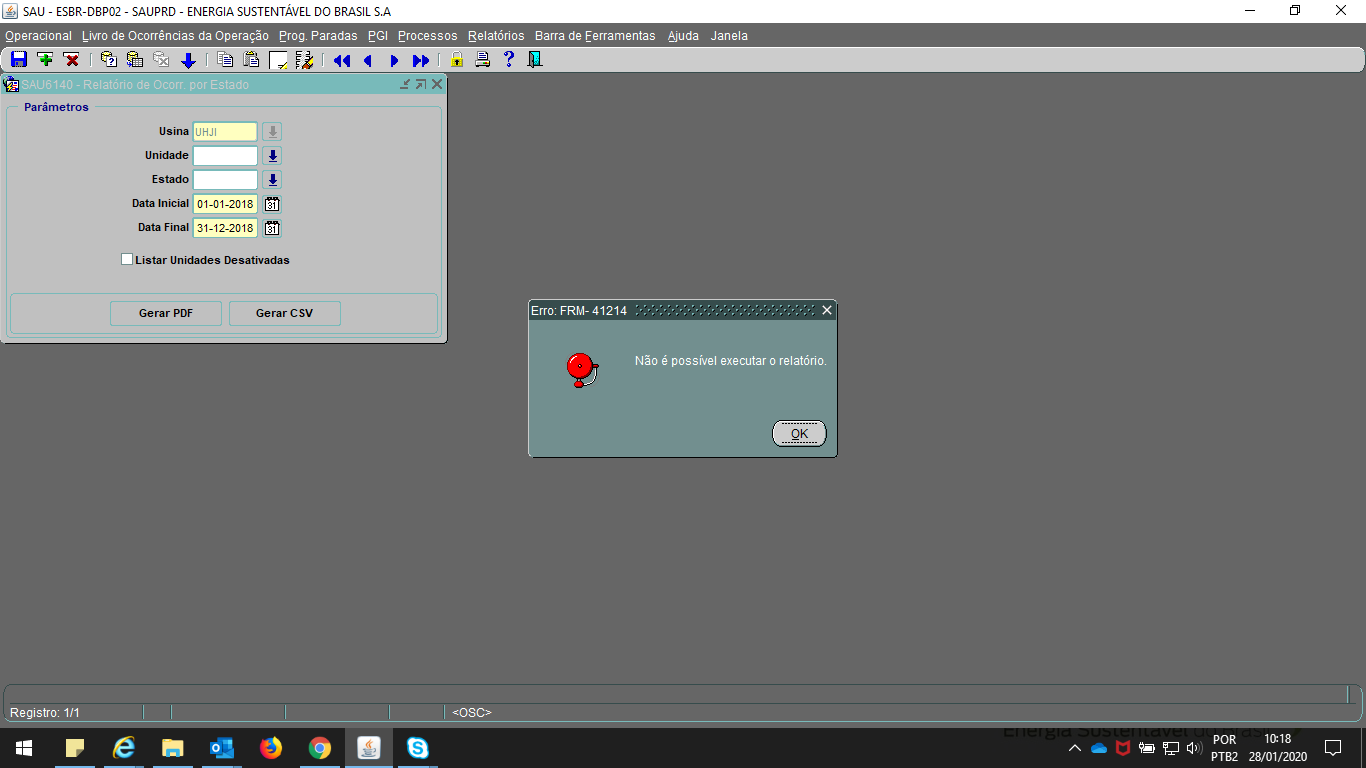 SAU - ESBR-DBP02 - SAUPRD - ENERGIA SUSTENTÁVEL DO BRASIL S.A
Operacional Livro de Ocorrências da Operação Prog. Paradas PGI Processos Relatórios Barra de Ferramentas Ajuda Janela
SAU6140 - Relatório de Ocorr. por Estado
Parâmetros
Usina UHJI
Unidade
Estado
Data Inicial 01-01-2018 31
Data Final 31-12-2018 31
Listar Unidades Desativadas
Gerar PDF Gerar CSV
Erro: FRM- 41214
Não é possível executar o relatório.
OK
Registro: 1/1 <OSC>
Energia Sustentável do Brasil
POR
PTB2
10:18
28/01/2020